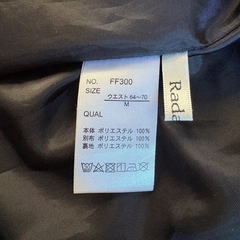 NO. FF300
SIZE ウエスト64~70
M
QUAL
本体 ポリエステル 100%
別布 ポリエステル 100%
裏地 ポリエステル 100%
Rada